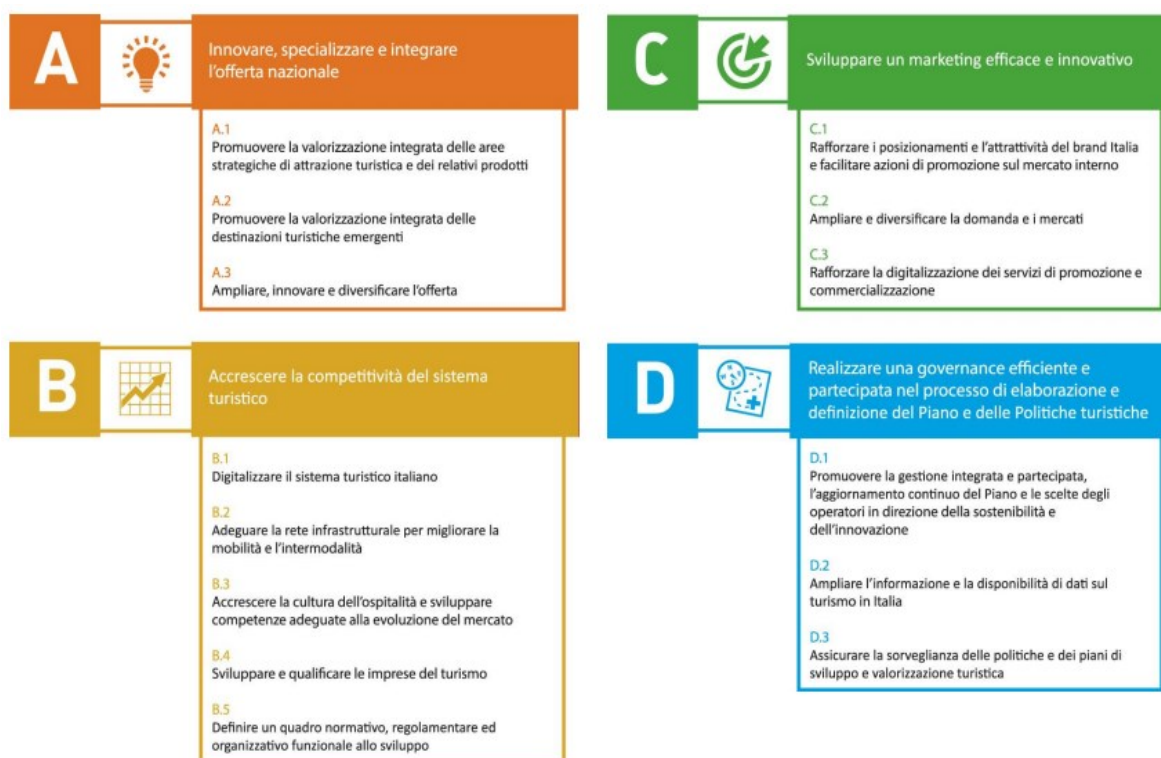 A
Innovare, specializzare e integrare
l'offerta nazionale
A.1
Promuovere la valorizzazione integrata delle aree
strategiche di attrazione turistica e dei relativi prodotti
A.2
Promuovere la valorizzazione integrata delle
destinazioni turistiche emergenti
A.3
Ampliare, innovare e diversificare l'offerta
B
Accrescere la competitività del sistema
turistico
B.1
Digitalizzare il sistema turistico italiano
B.2
Adeguare la rete infrastrutturale per migliorare la
mobilità e l'intermodalità
B.3
Accrescere la cultura dell'ospitalità e sviluppare
competenze adeguate alla evoluzione del mercato
B.4
Sviluppare e qualificare le imprese del turismo
B.5
Definire un quadro normativo, regolamentare ed
organizzativo funzionale allo sviluppo
C
Sviluppare un marketing efficace e innovativo
C.1
Rafforzare i posizionamenti e l'attrattività del brand Italia
e facilitare azioni di promozione sul mercato interno
C.2
Ampliare e diversificare la domanda e i mercati
C.3
Rafforzare la digitalizzazione dei servizi di promozione e
commercializzazione
D
Realizzare una governance efficiente e
partecipata nel processo di elaborazione e
definizione del Piano e delle Politiche turistiche
D.1
Promuovere la gestione integrata e partecipata,
l'aggiornamento continuo del Piano e le scelte degli
operatori in direzione della sostenibilità e
dell'innovazione
D.2
Ampliare l'informazione e la disponibilità di dati sul
turismo in Italia
D.3
Assicurare la sorveglianza delle politiche e dei piani di
sviluppo e valorizzazione turistica